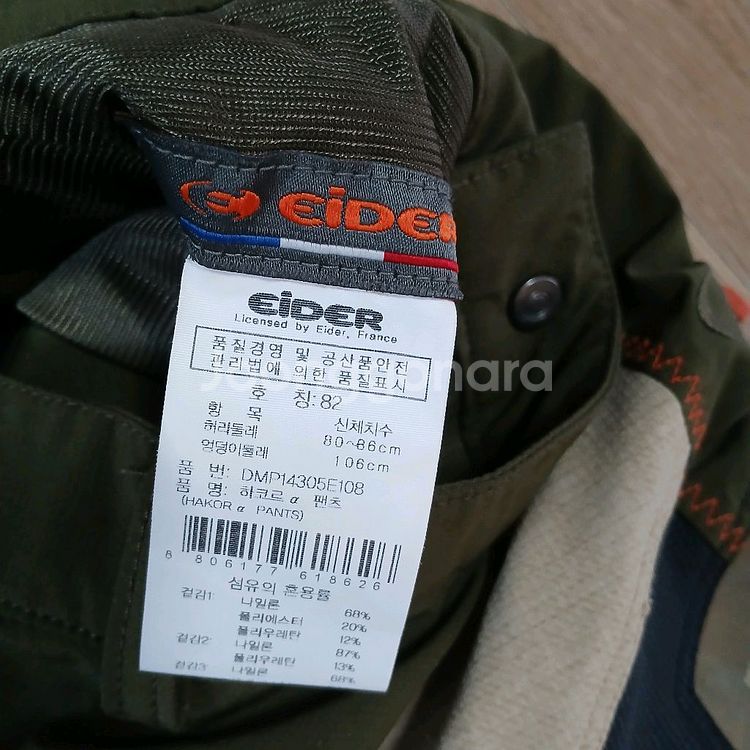 EiDER
EiDER
Licensed by Eider, France
품질경영 및 공산품안전
관리법에 의한 품질표시
호 칭: 82
항 목 신체치수
허리둘레 80~86cm
엉덩이둘레 106cm
품 번: DMP14305E108
품 명: 하코르 α 팬츠
(HAKOR α PANTS)
8 806177 618626
섬유의 혼용률
겉감1: 나일론 68%
폴리에스터 20%
폴리우레탄 12%
겉감2: 나일론 87%
폴리우레탄 13%
겉감3: 나일론 68%